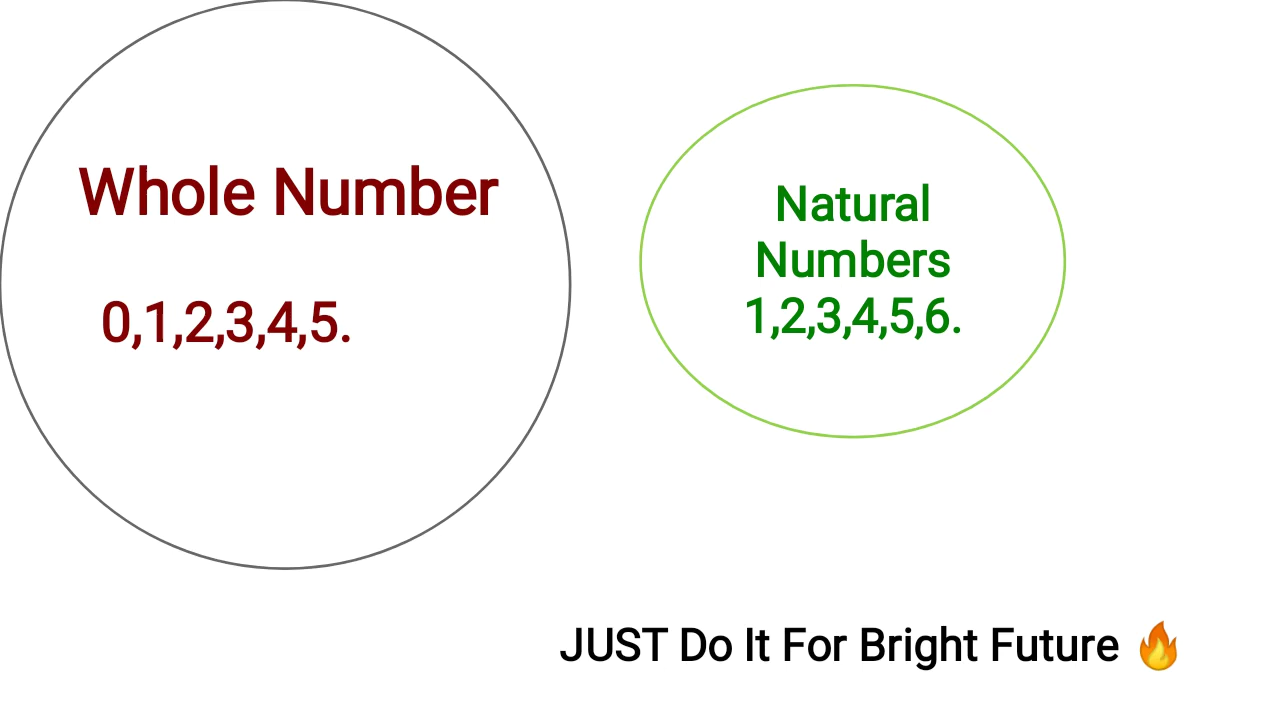 Whole Number
0,1,2,3,4,5.
Natural
Numbers
1,2,3,4,5,6.
JUST Do It For Bright Future 🔥